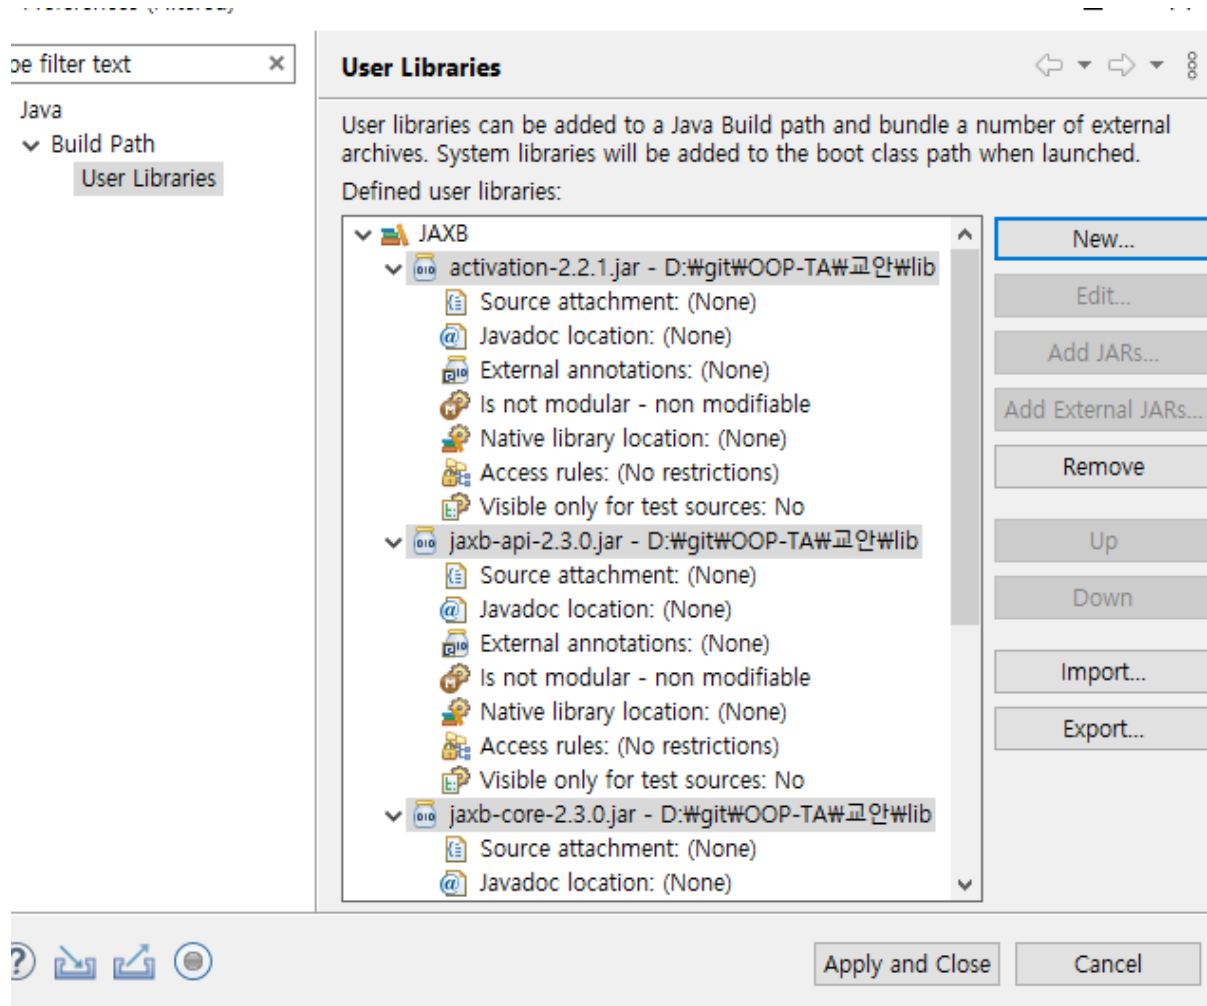 Preferences (Filtered)
pe filter text
Java
Build Path
User Libraries
User Libraries
User libraries can be added to a Java Build path and bundle a number of external
archives. System libraries will be added to the boot class path when launched.
Defined user libraries:
JAXB
activation-2.2.1.jar - D:₩git₩OOP-TA₩교안₩lib
Source attachment: (None)
Javadoc location: (None)
External annotations: (None)
Is not modular - non modifiable
Native library location: (None)
Access rules: (No restrictions)
Visible only for test sources: No
jaxb-api-2.3.0.jar - D:₩git₩OOP-TA₩교안₩lib
Source attachment: (None)
Javadoc location: (None)
External annotations: (None)
Is not modular - non modifiable
Native library location: (None)
Access rules: (No restrictions)
Visible only for test sources: No
jaxb-core-2.3.0.jar - D:₩git₩OOP-TA₩교안₩lib
Source attachment: (None)
Javadoc location: (None)
New...
Edit...
Add JARs...
Add External JARs...
Remove
Up
Down
Import...
Export...
Apply and Close
Cancel